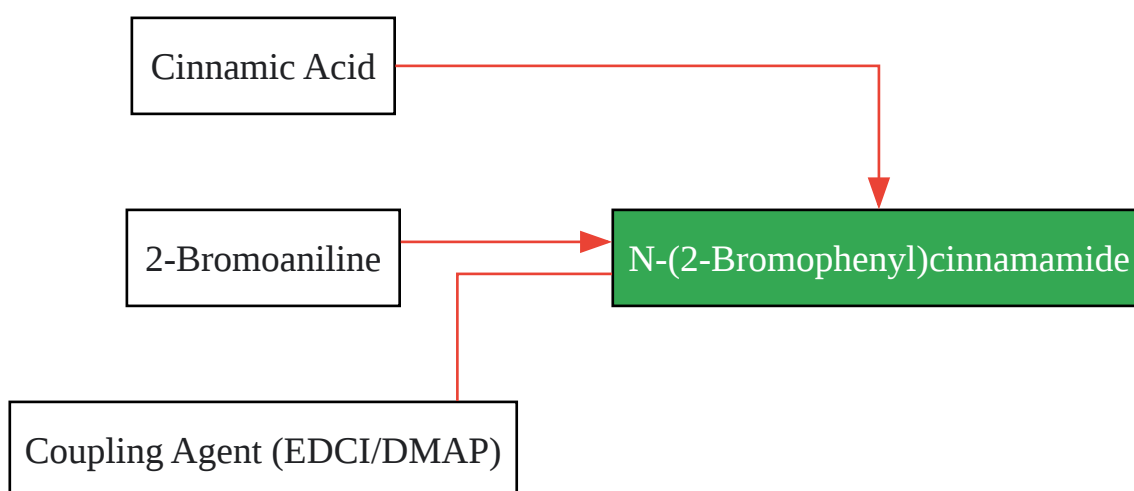 Cinnamic Acid
2-Bromoaniline
N-(2-Bromophenyl)cinnamamide
Coupling Agent (EDCI/DMAP)